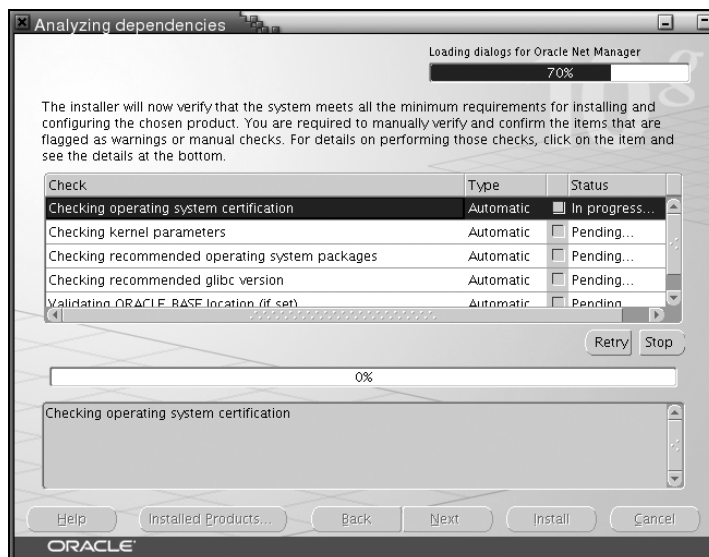 Analyzing dependencies
Loading dialogs for Oracle Net Manager
70%
10g
The installer will now verify that the system meets all the minimum requirements for installing and
configuring the chosen product. You are required to manually verify and confirm the items that are
flagged as warnings or manual checks. For details on performing those checks, click on the item and
see the details at the bottom.
Check Type Status
Checking operating system certification Automatic In progress...
Checking kernel parameters Automatic Pending...
Checking recommended operating system packages Automatic Pending...
Checking recommended glibc version Automatic Pending...
Validating ORACLE_BASE location (if set) Automatic Pending
Retry Stop
0%
Checking operating system certification
Help Installed Products... Back Next Install Cancel
ORACLE